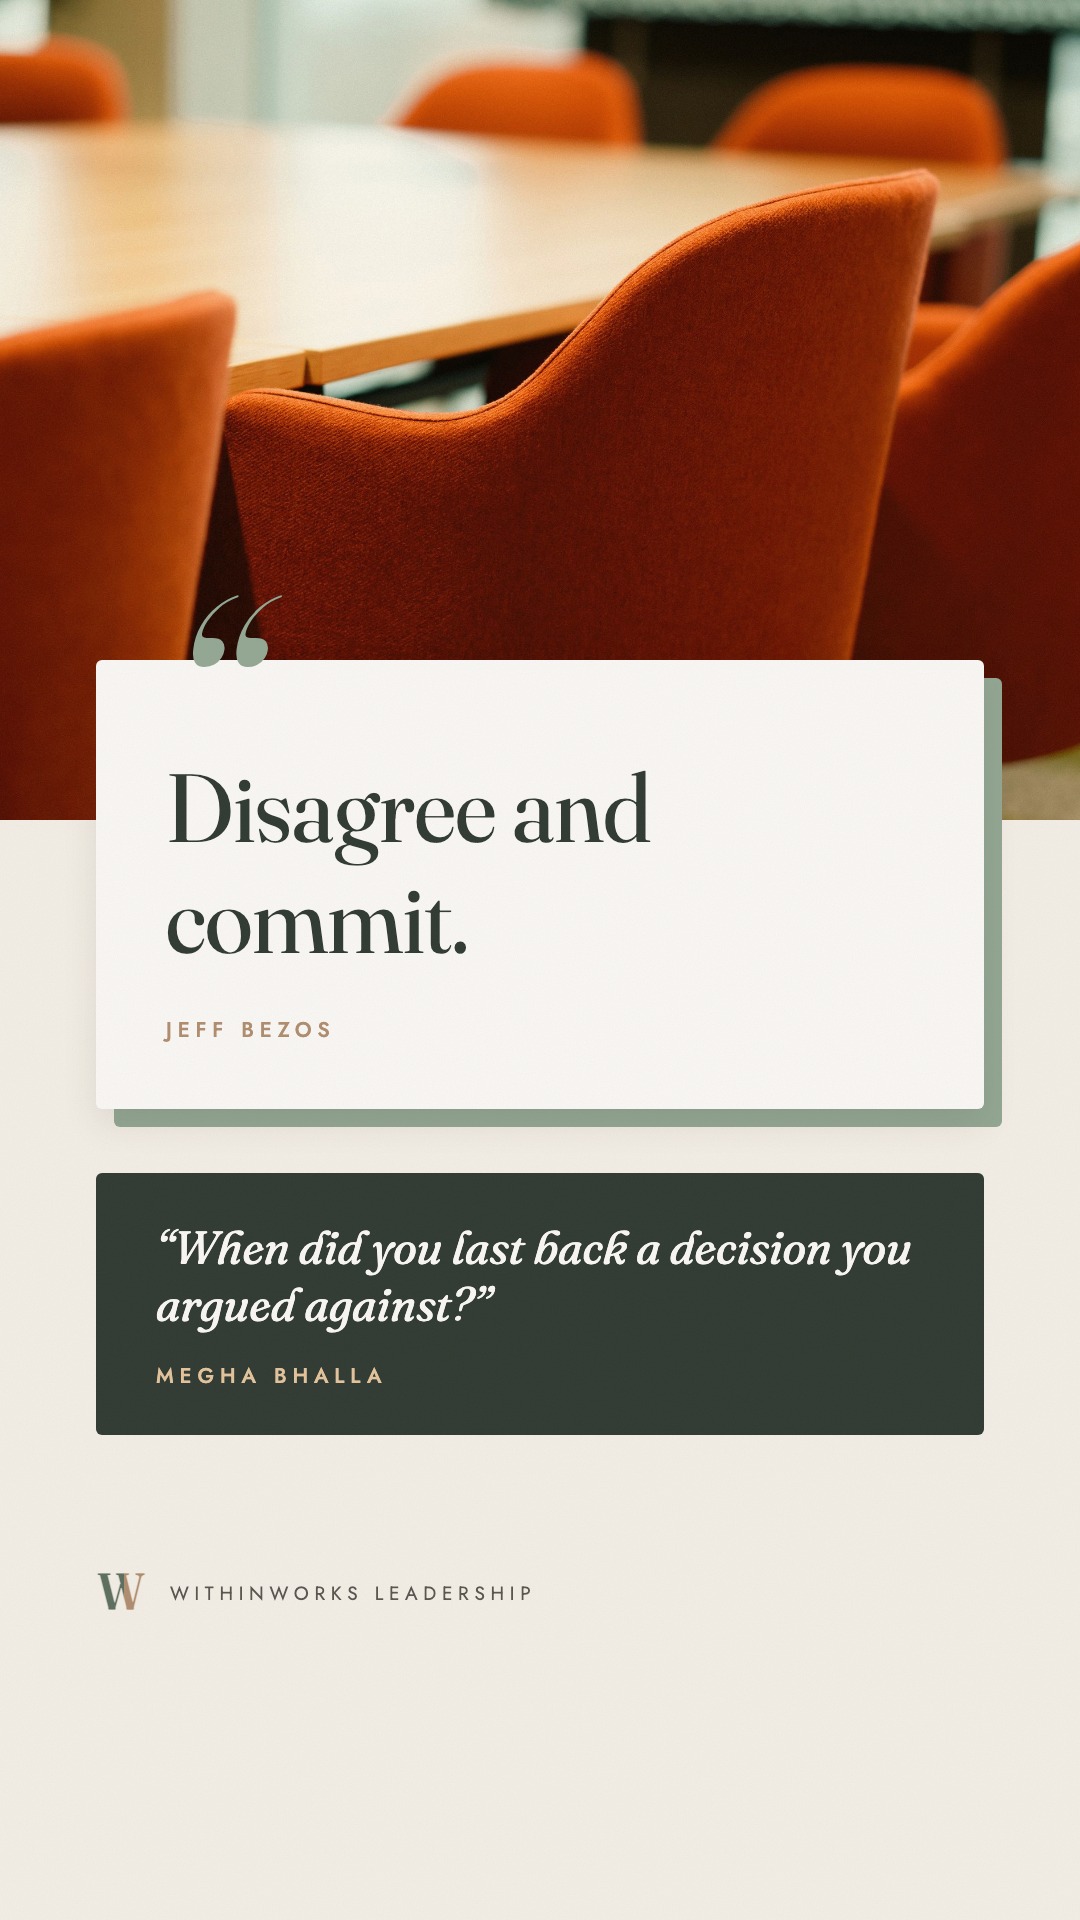 “
Disagree and
commit.
JEFF BEZOS
“When did you last back a decision you
argued against?”
MEGHA BHALLA
W WITHINWORKS LEADERSHIP